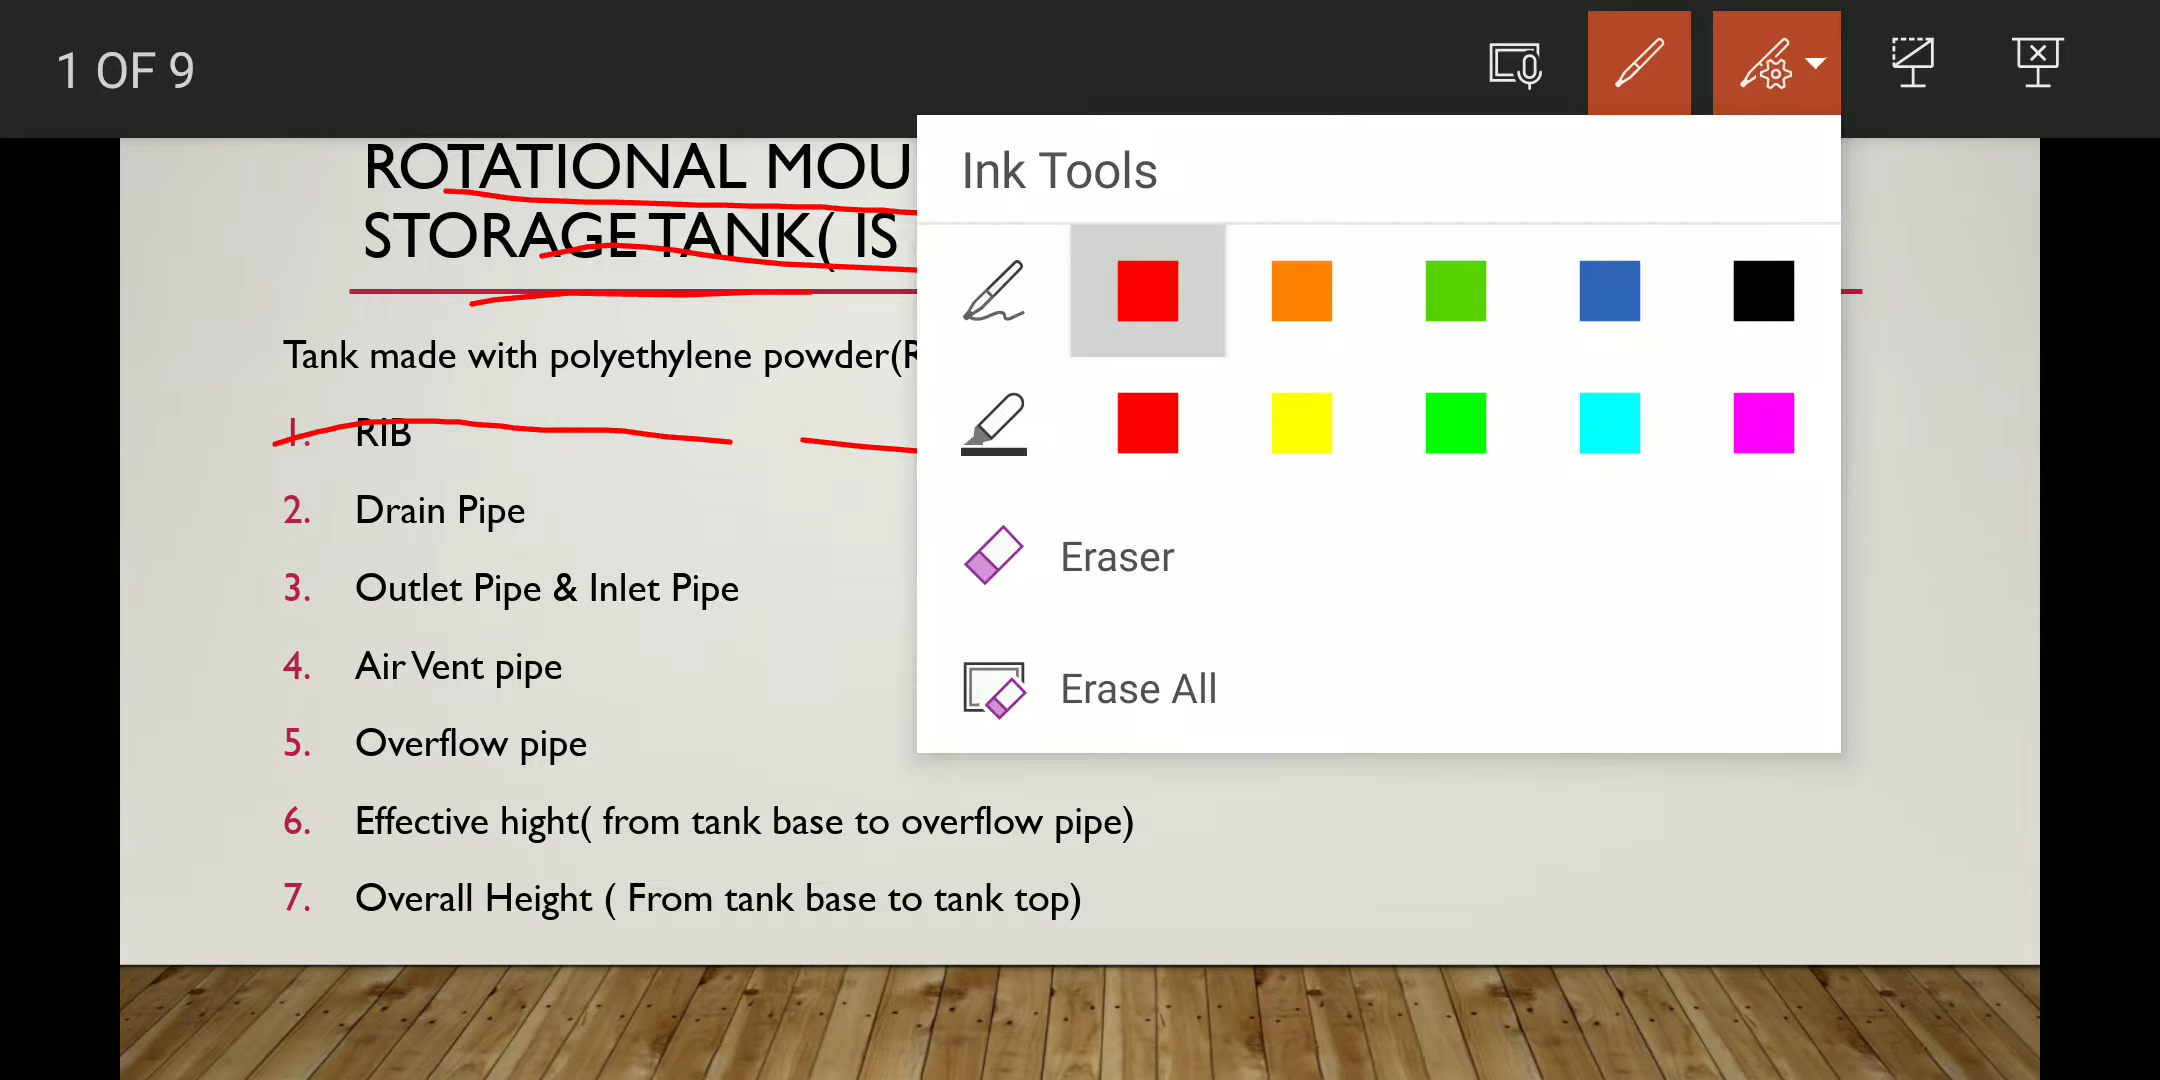 1 OF 9
Ink Tools
Eraser
Erase All
ROTATIONAL MOU
STORAGE TANK( IS
Tank made with polyethylene powder(R
1. RIB
2. Drain Pipe
3. Outlet Pipe & Inlet Pipe
4. Air Vent pipe
5. Overflow pipe
6. Effective hight( from tank base to overflow pipe)
7. Overall Height ( From tank base to tank top)